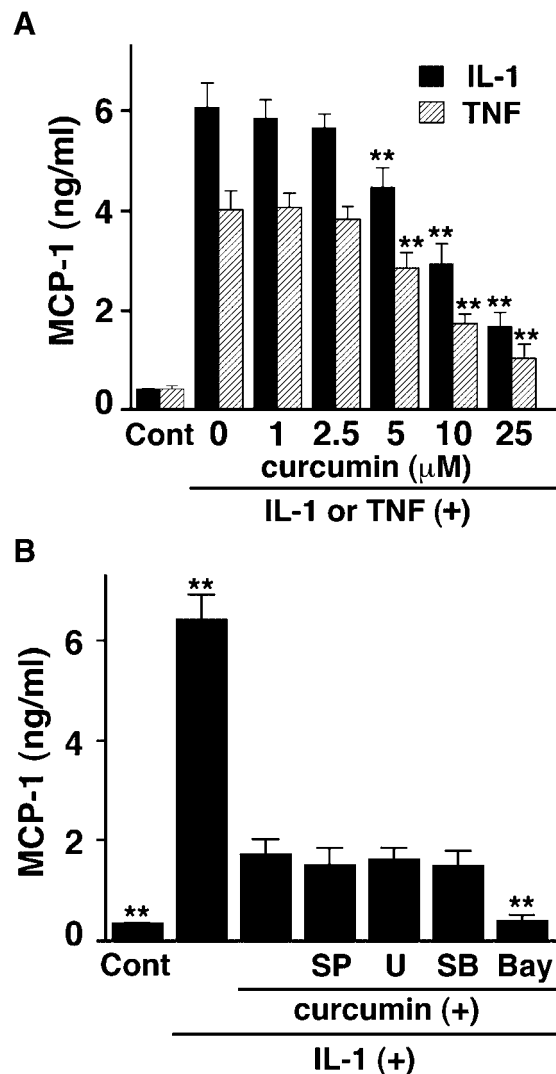 A
MCP-1 (ng/ml)
6
4
2
0
IL-1
TNF
**
**
**
**
**
**
Cont 0 1 2.5 5 10 25
curcumin (μM)
IL-1 or TNF (+)
B
MCP-1 (ng/ml)
6
4
2
0
**
**
**
Cont SP U SB Bay
curcumin (+)
IL-1 (+)